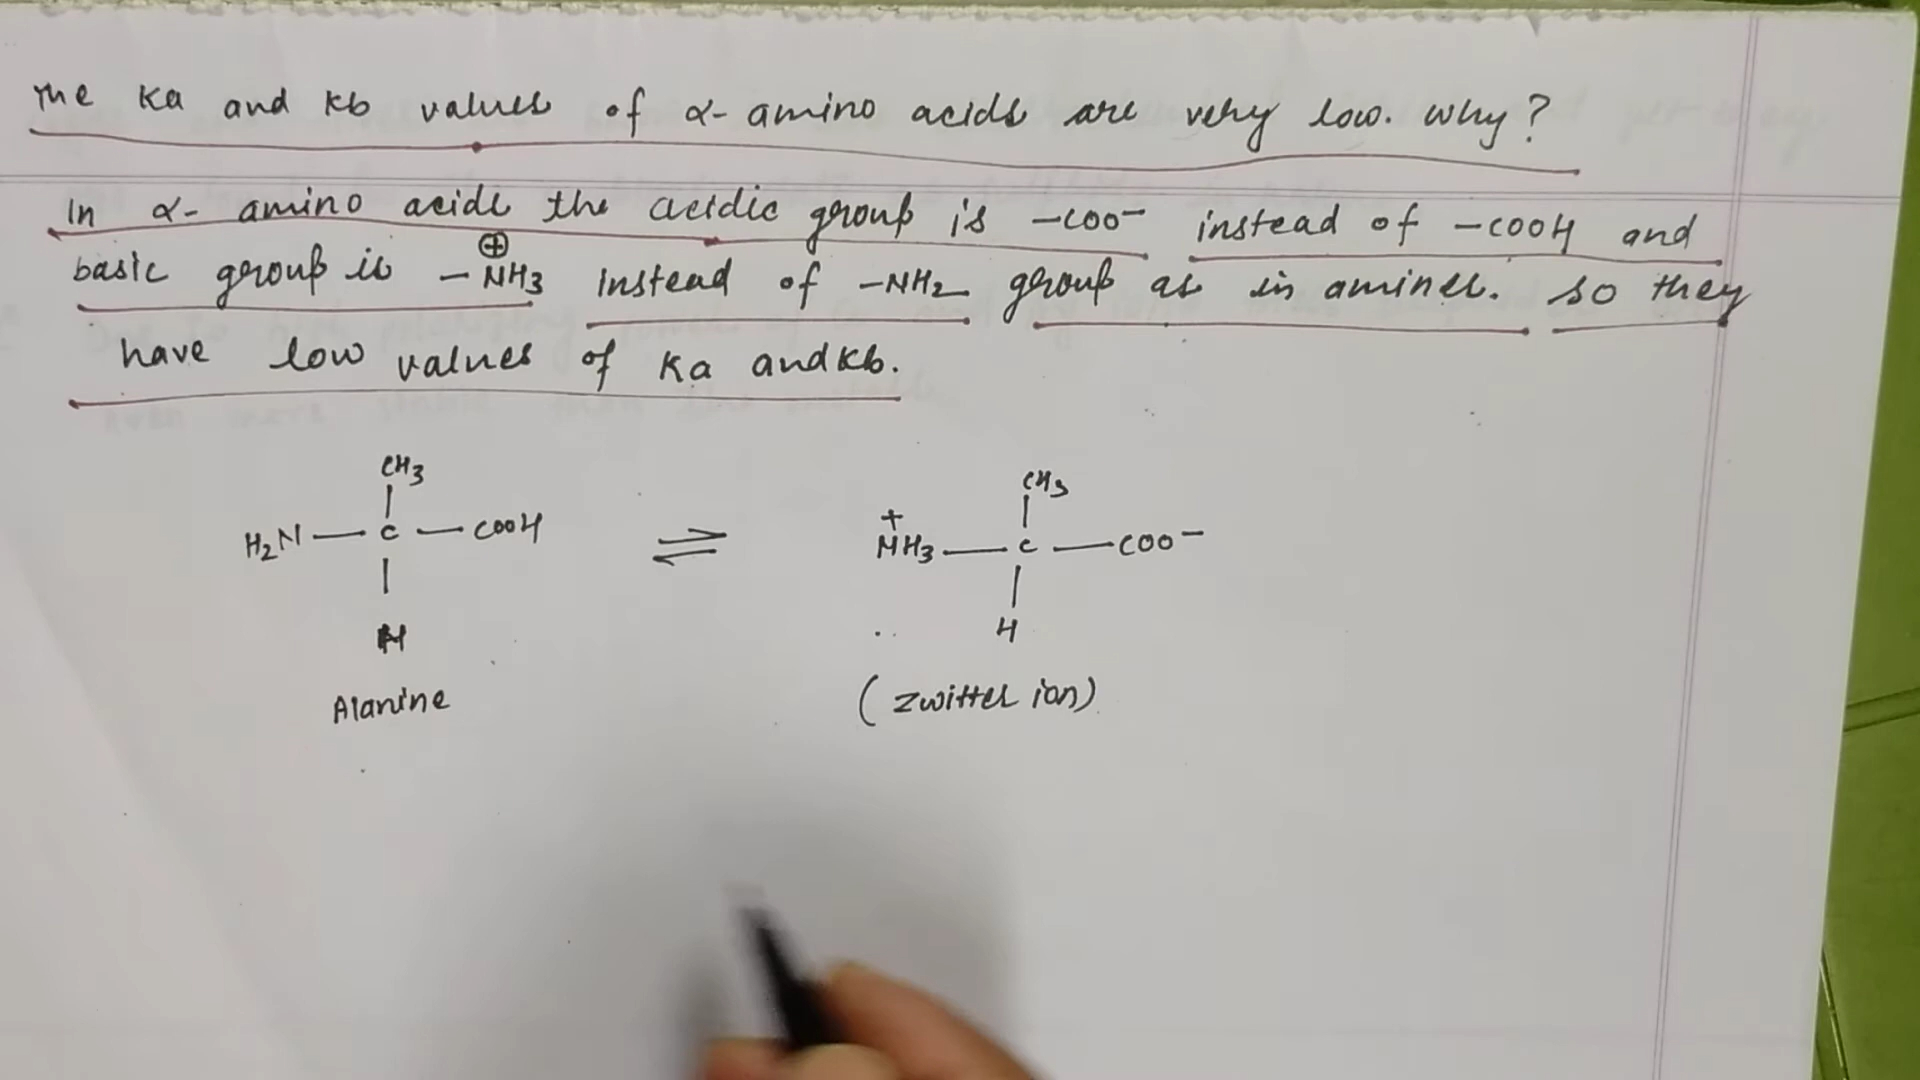 The Ka and Kb values of α-amino acids are very low. Why?
In α-amino acids the acidic group is -COO⁻ instead of -COOH and
basic group is -N⊕H3 instead of -NH2 group as in amines. So they
have low values of Ka and Kb.
CH3 CH3
H2N — C — COOH ⇌ +NH3 — C — COO⁻
H H
Alanine (Zwitter ion)